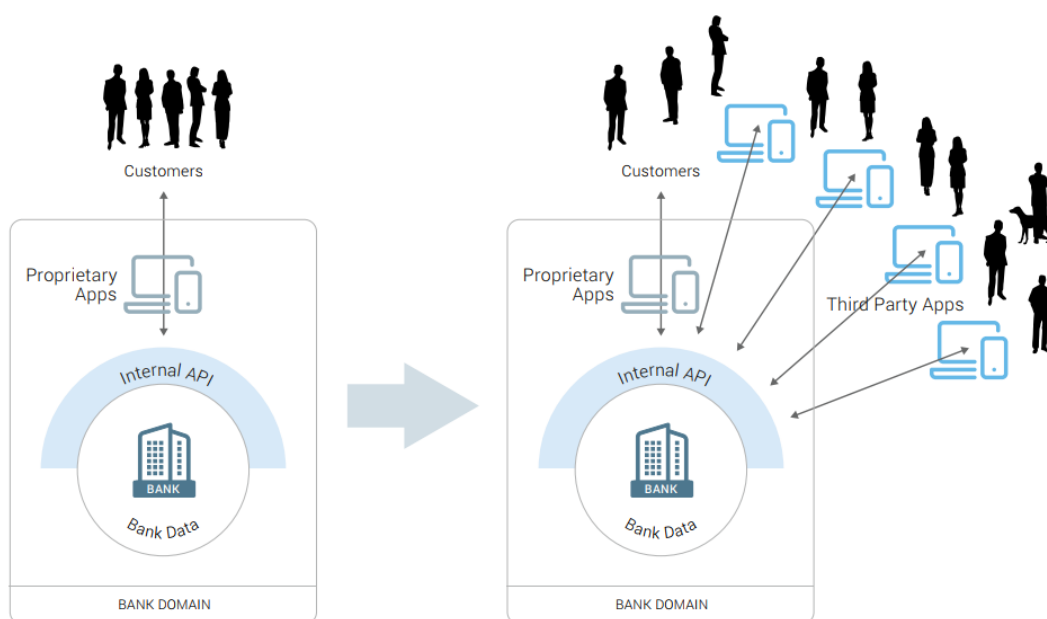 Customers
Proprietary
Apps
Internal API
BANK
Bank Data
BANK DOMAIN
Customers
Proprietary
Apps
Third Party Apps
Internal API
BANK
Bank Data
BANK DOMAIN